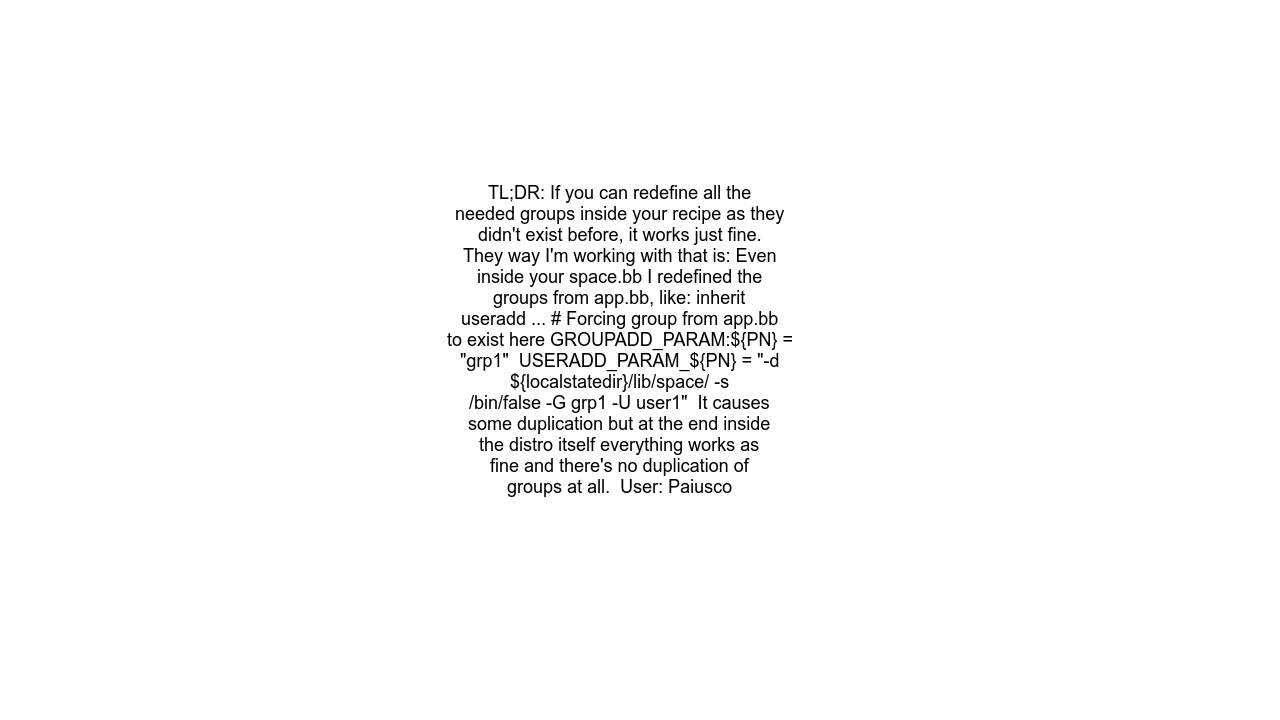 TL;DR: If you can redefine all the
needed groups inside your recipe as they
didn't exist before, it works just fine.
They way I'm working with that is: Even
inside your space.bb I redefined the
groups from app.bb, like: inherit
useradd ... # Forcing group from app.bb
to exist here GROUPADD_PARAM:${PN} =
"grp1"  USERADD_PARAM_${PN} = "-d
${localstatedir}/lib/space/ -s
/bin/false -G grp1 -U user1"  It causes
some duplication but at the end inside
the distro itself everything works as
fine and there's no duplication of
groups at all.  User: Paiusco